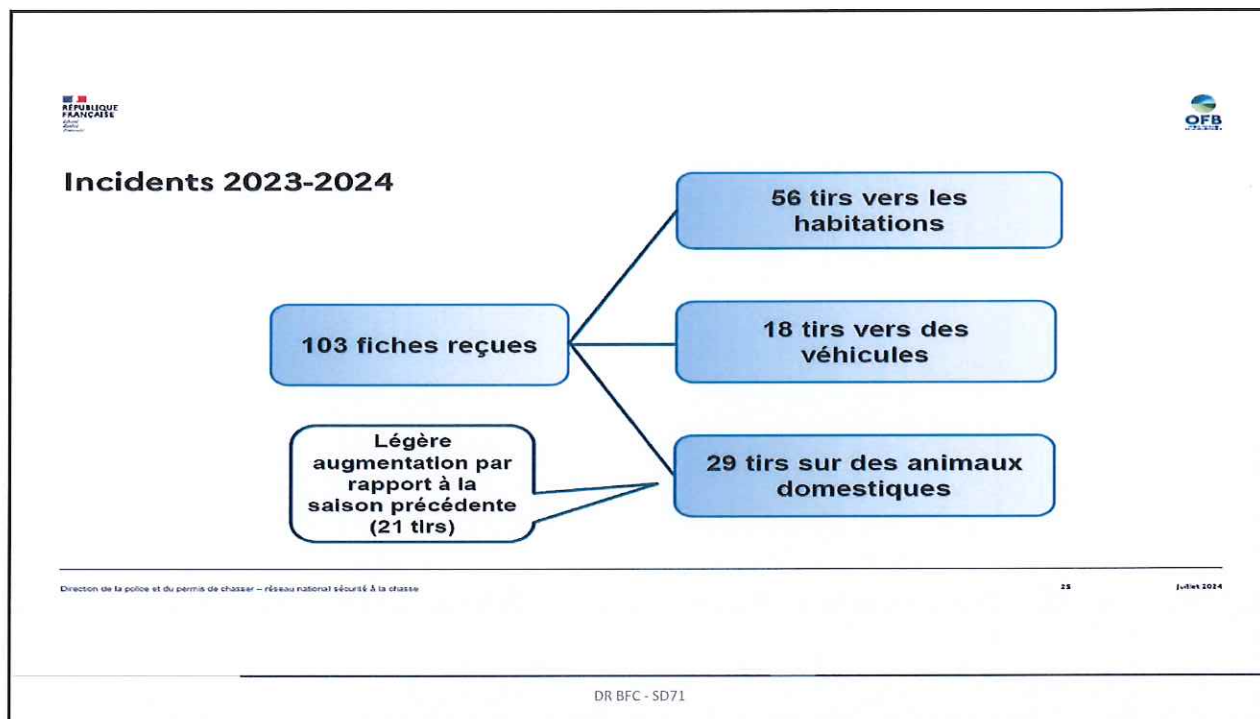 RÉPUBLIQUE
FRANÇAISE
OFB
Incidents 2023-2024
56 tirs vers les
habitations
103 fiches reçues
18 tirs vers des
véhicules
Légère
augmentation par
rapport à la
saison précédente
(21 tirs)
29 tirs sur des animaux
domestiques
Direction de la police et du permis de chasser – réseau national sécurité à la chasse
25
Juillet 2024
DR BFC - SD71